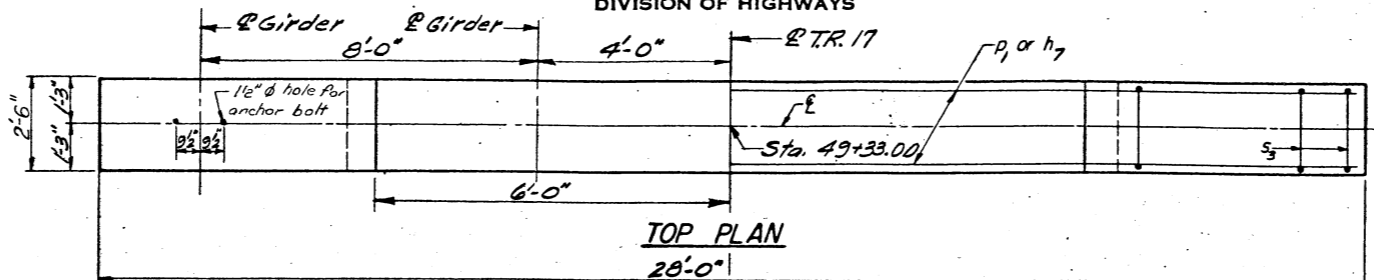 DIVISION OF HIGHWAYS
℄ Girder ℄ Girder ℄ T.R. 17
8'-0" 4'-0" p₁ or h₇
2'-6" 1'-3" 1'-3"
1½" ϕ hole for
anchor bolt
9½" 9½"
℄
Sta. 49+33.00
s₃
6'-0"
TOP PLAN
28'-0"